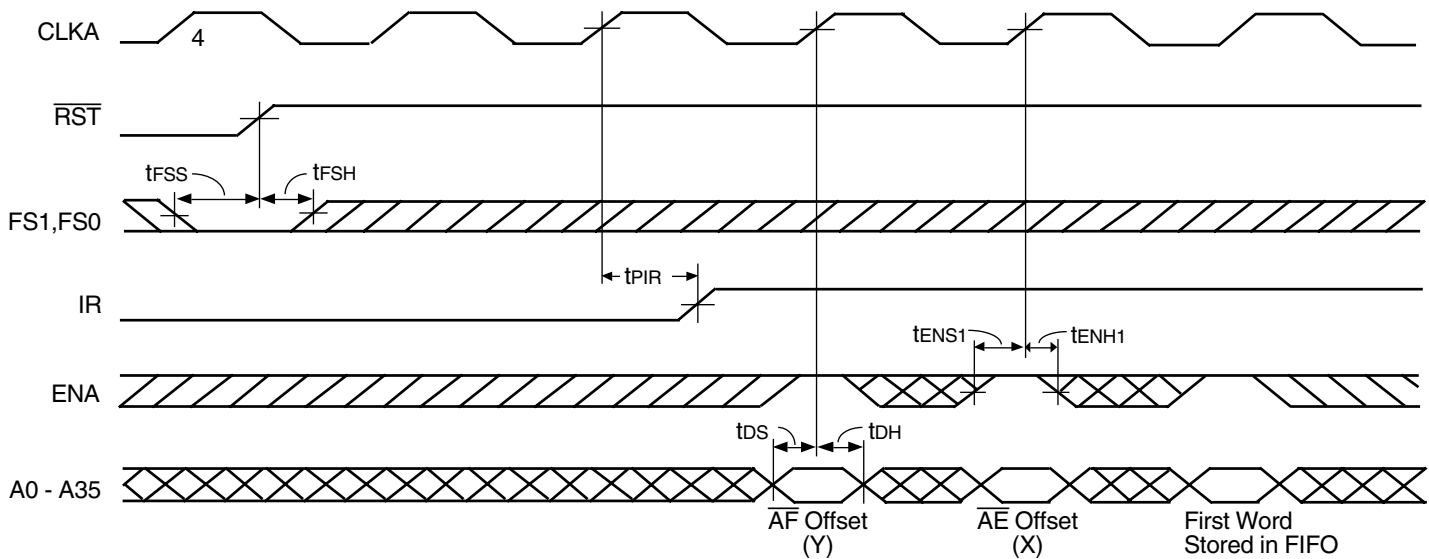 CLKA
4
RST
tFSS
tFSH
FS1,FS0
tPIR
IR
tENS1
tENH1
ENA
tDS
tDH
A0 - A35
AF Offset
(Y)
AE Offset
(X)
First Word
Stored in FIFO